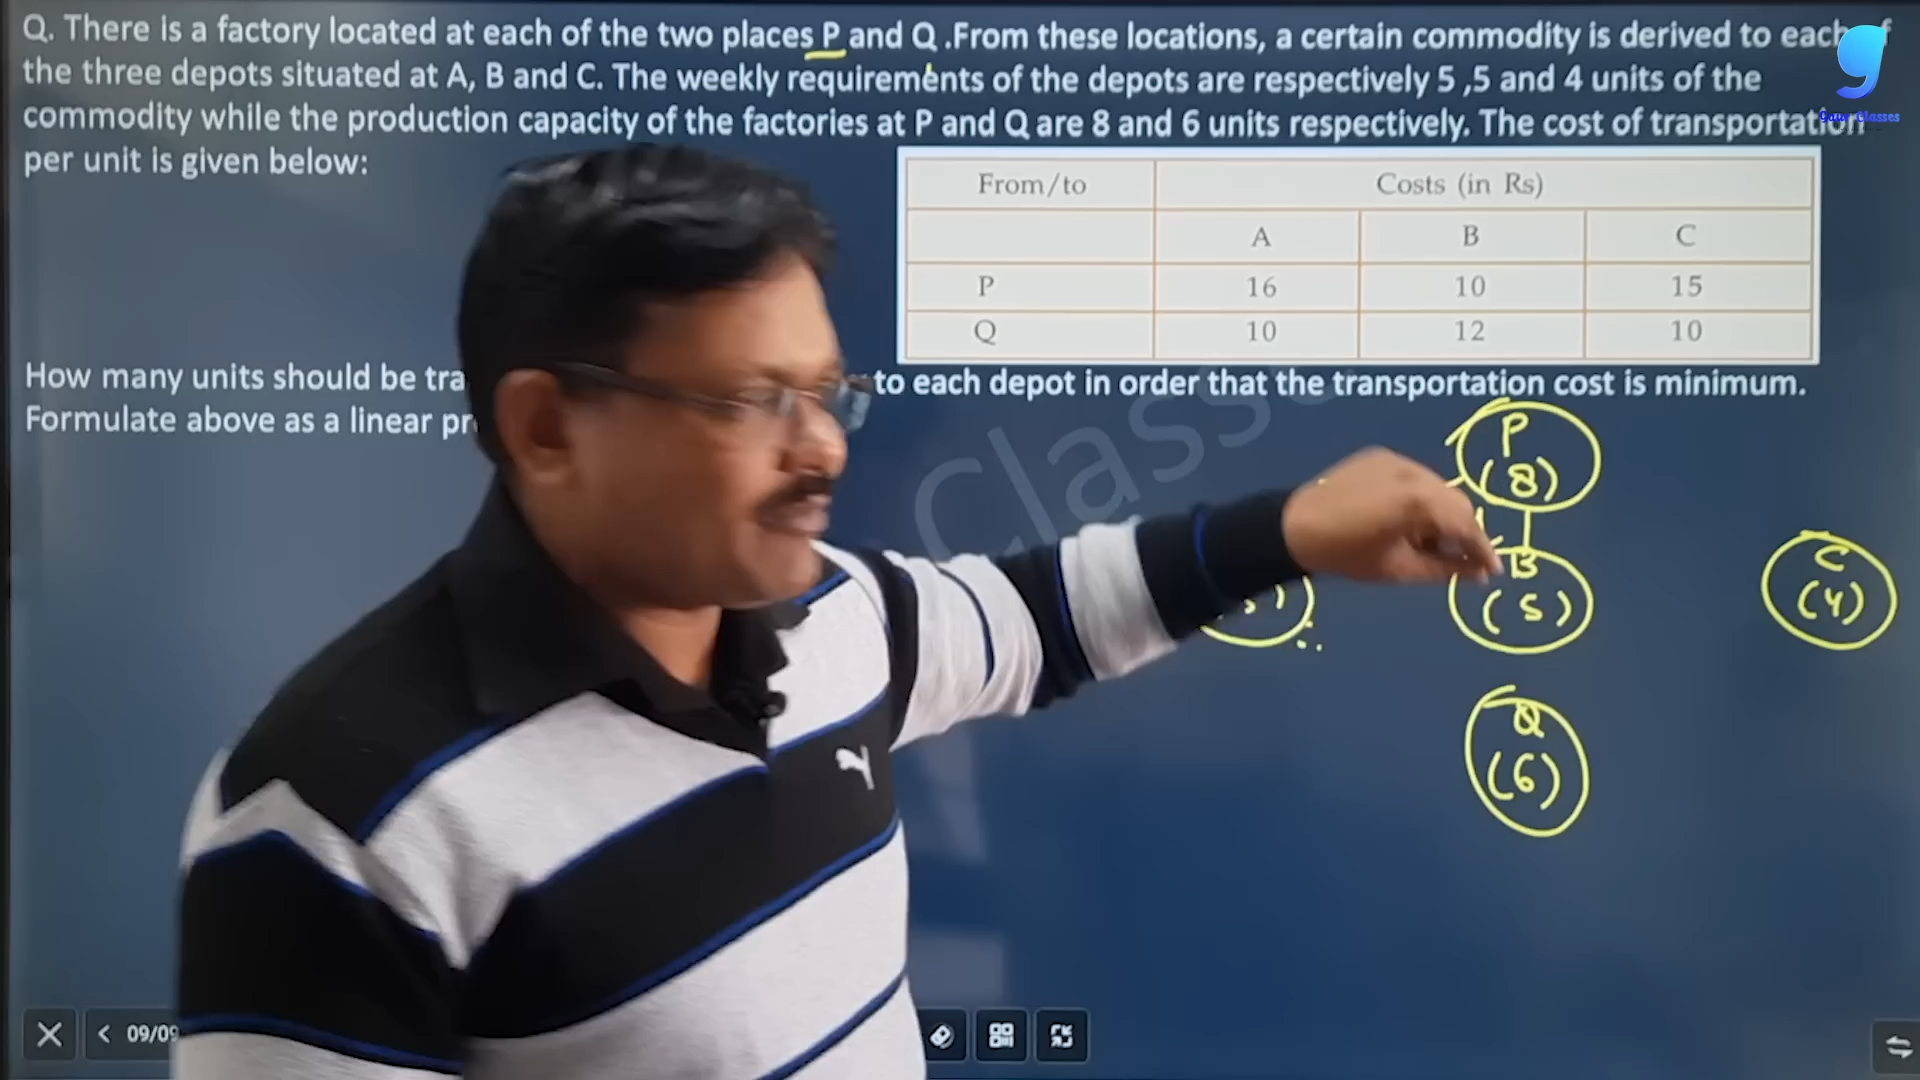 Q. There is a factory located at each of the two places P and Q .From these locations, a certain commodity is derived to each of
the three depots situated at A, B and C. The weekly requirements of the depots are respectively 5 ,5 and 4 units of the
commodity while the production capacity of the factories at P and Q are 8 and 6 units respectively. The cost of transportation
per unit is given below:
g
Gaur Classes
From/to Costs (in Rs)
A B C
P 16 10 15
Q 10 12 10
How many units should be to each depot in order that the transportation cost is minimum.
Formulate above as a linear
Classes
P
(8)
B
(5)
C
(4)
5)
Q
(6)
09/09